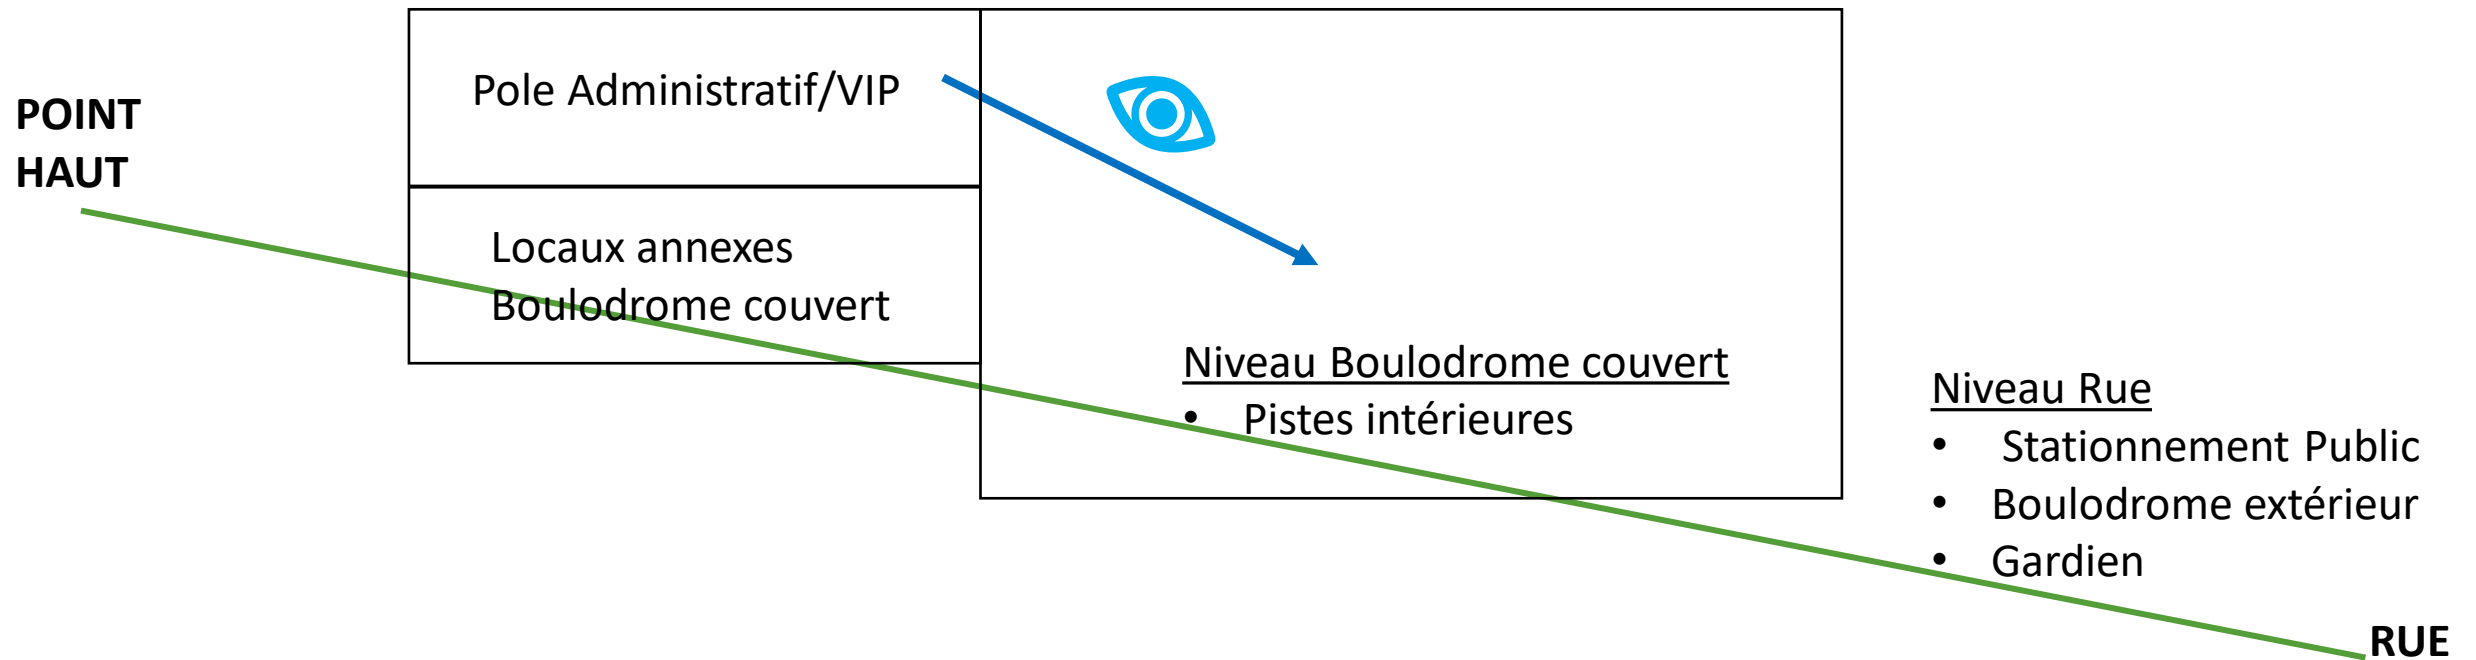 POINT
HAUT
Pole Administratif/VIP
Locaux annexes
Boulodrome couvert
Niveau Boulodrome couvert
• Pistes intérieures
Niveau Rue
• Stationnement Public
• Boulodrome extérieur
• Gardien
RUE